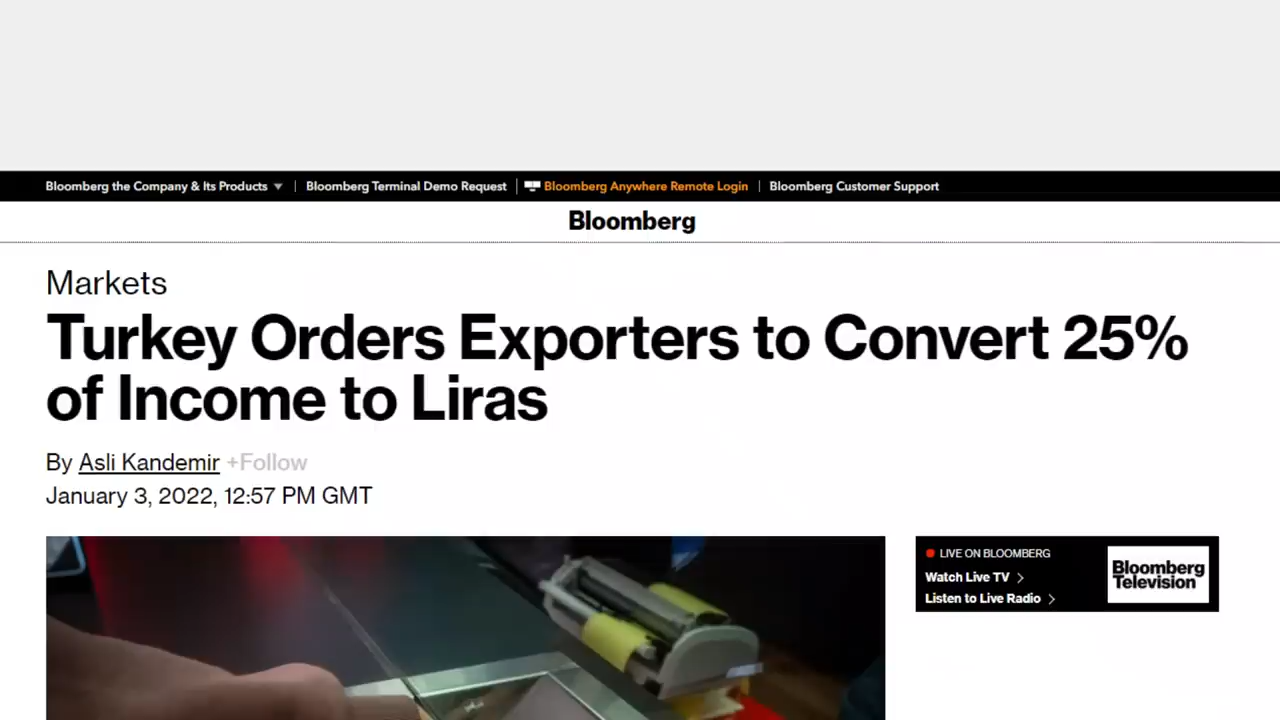 Bloomberg the Company & Its Products Bloomberg Terminal Demo Request Bloomberg Anywhere Remote Login Bloomberg Customer Support
Bloomberg
Markets
Turkey Orders Exporters to Convert 25%
of Income to Liras
By Asli Kandemir +Follow
January 3, 2022, 12:57 PM GMT
LIVE ON BLOOMBERG
Watch Live TV
Listen to Live Radio
Bloomberg
Television